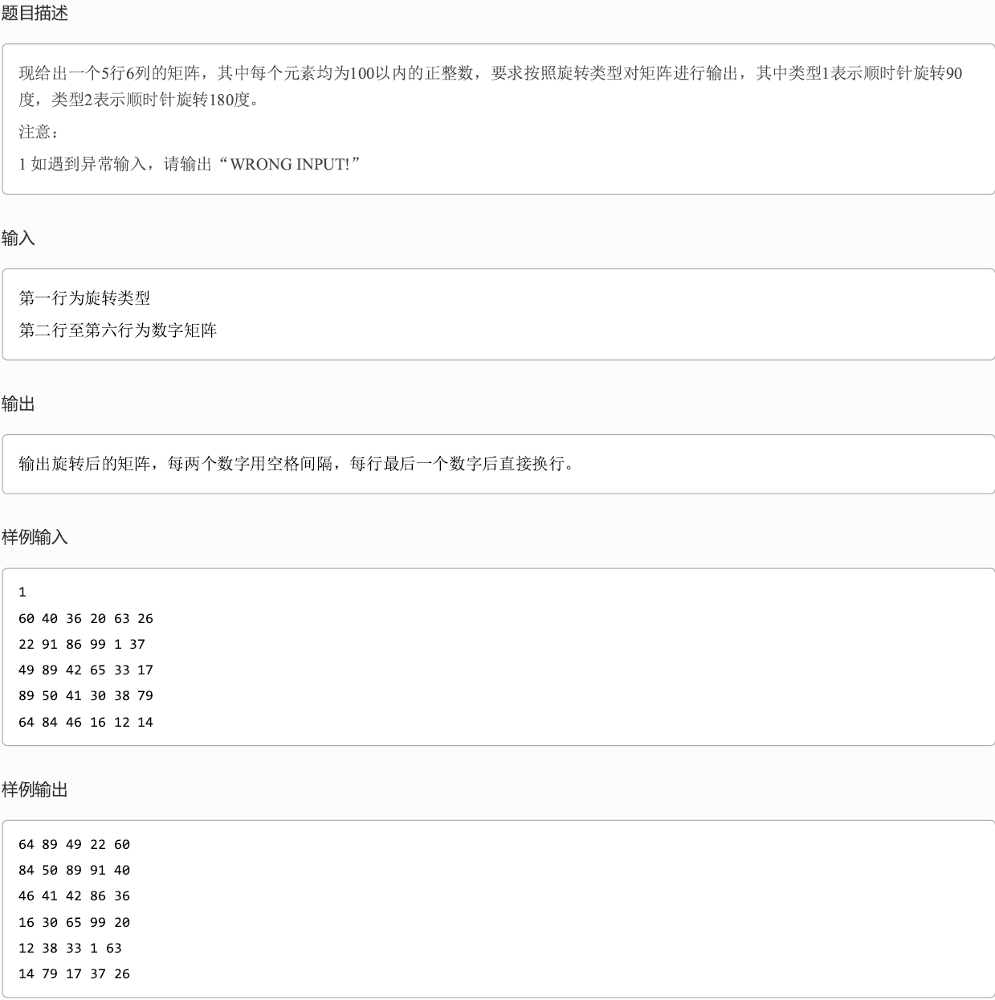 题目描述
现给出一个5行6列的矩阵，其中每个元素均为100以内的正整数，要求按照旋转类型对矩阵进行输出，其中类型1表示顺时针旋转90
度，类型2表示顺时针旋转180度。
注意：
1 如遇到异常输入，请输出“WRONG INPUT!”
输入
第一行为旋转类型
第二行至第六行为数字矩阵
输出
输出旋转后的矩阵，每两个数字用空格间隔，每行最后一个数字后直接换行。
样例输入
1
60 40 36 20 63 26
22 91 86 99 1 37
49 89 42 65 33 17
89 50 41 30 38 79
64 84 46 16 12 14
样例输出
64 89 49 22 60
84 50 89 91 40
46 41 42 86 36
16 30 65 99 20
12 38 33 1 63
14 79 17 37 26